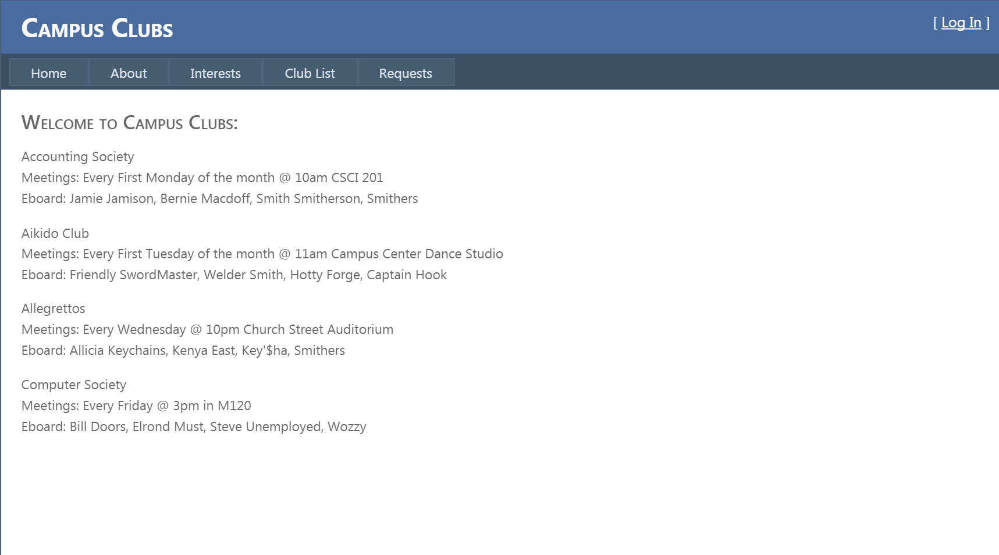 Campus Clubs
[ Log In ]
Home About Interests Club List Requests
Welcome to Campus Clubs:
Accounting Society
Meetings: Every First Monday of the month @ 10am CSCI 201
Eboard: Jamie Jamison, Bernie Macdoff, Smith Smitherson, Smithers
Aikido Club
Meetings: Every First Tuesday of the month @ 11am Campus Center Dance Studio
Eboard: Friendly SwordMaster, Welder Smith, Hotty Forge, Captain Hook
Allegrettos
Meetings: Every Wednesday @ 10pm Church Street Auditorium
Eboard: Allicia Keychains, Kenya East, Key'$ha, Smithers
Computer Society
Meetings: Every Friday @ 3pm in M120
Eboard: Bill Doors, Elrond Must, Steve Unemployed, Wozzy